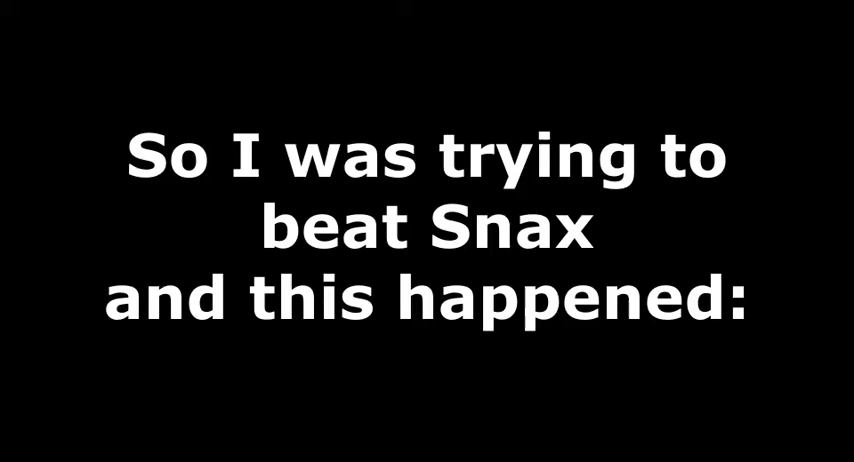 So I was trying to
beat Snax
and this happened: